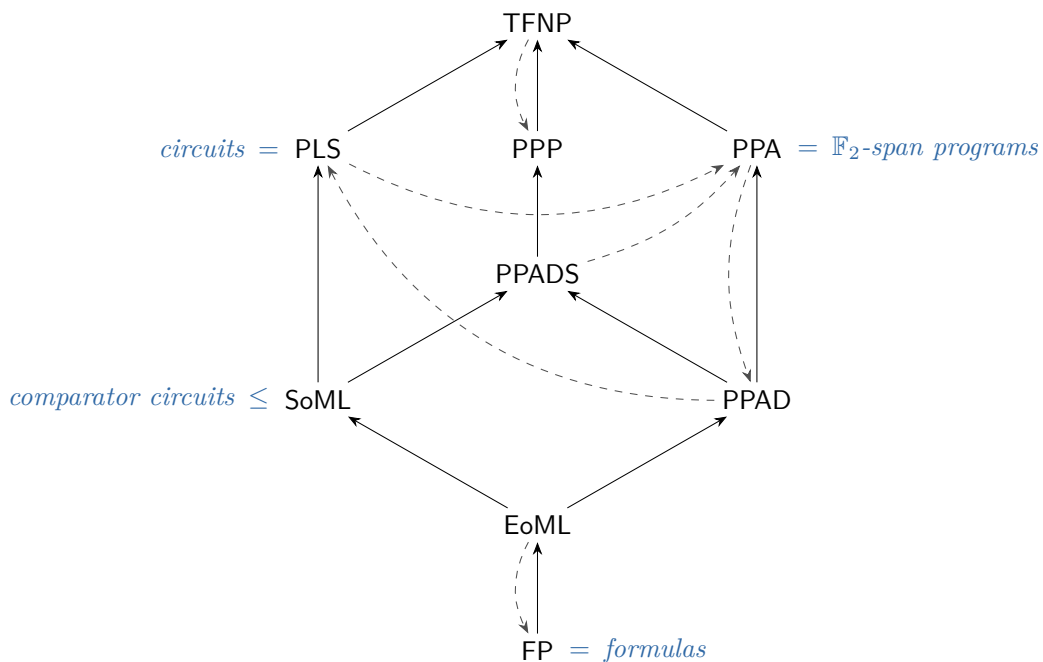 TFNP
circuits = PLS
PPP
PPA = 𝔽₂-span programs
PPADS
comparator circuits ≤ SoML
PPAD
EoML
FP = formulas